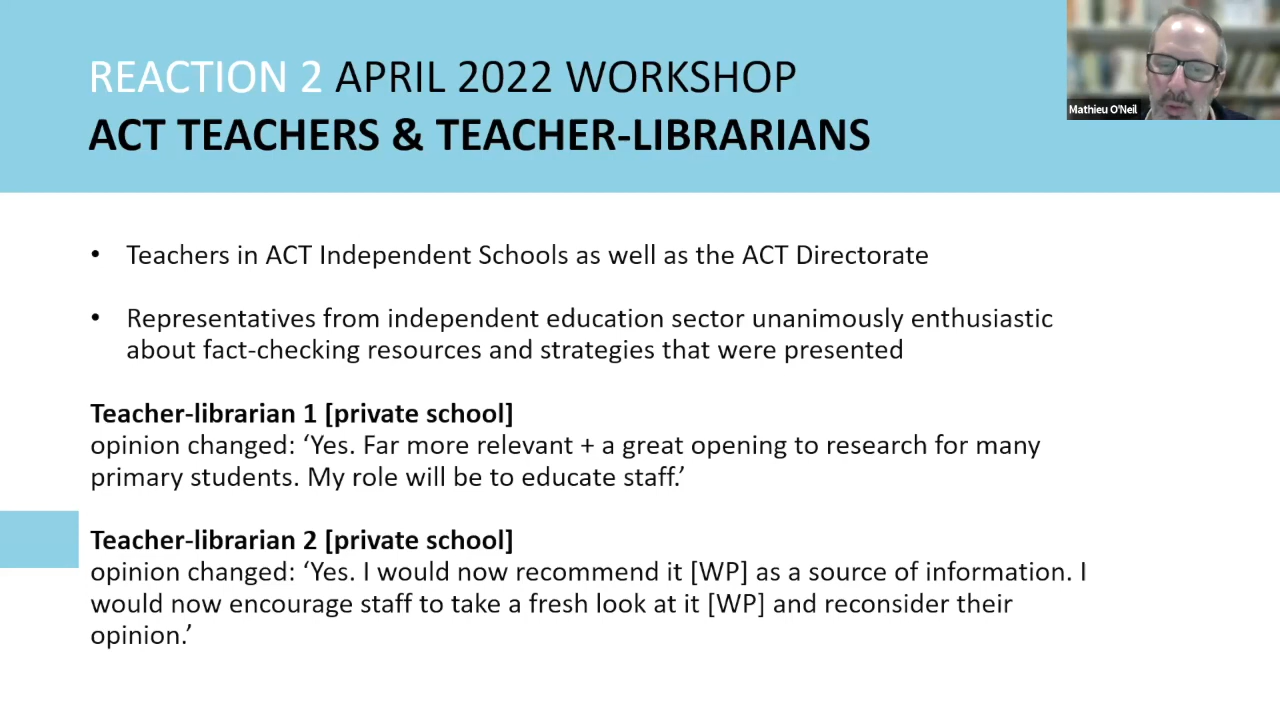 REACTION 2 APRIL 2022 WORKSHOP
ACT TEACHERS & TEACHER-LIBRARIANS
Mathieu O'Neil
• Teachers in ACT Independent Schools as well as the ACT Directorate
• Representatives from independent education sector unanimously enthusiastic
about fact-checking resources and strategies that were presented
Teacher-librarian 1 [private school]
opinion changed: ‘Yes. Far more relevant + a great opening to research for many
primary students. My role will be to educate staff.’
Teacher-librarian 2 [private school]
opinion changed: ‘Yes. I would now recommend it [WP] as a source of information. I
would now encourage staff to take a fresh look at it [WP] and reconsider their
opinion.’